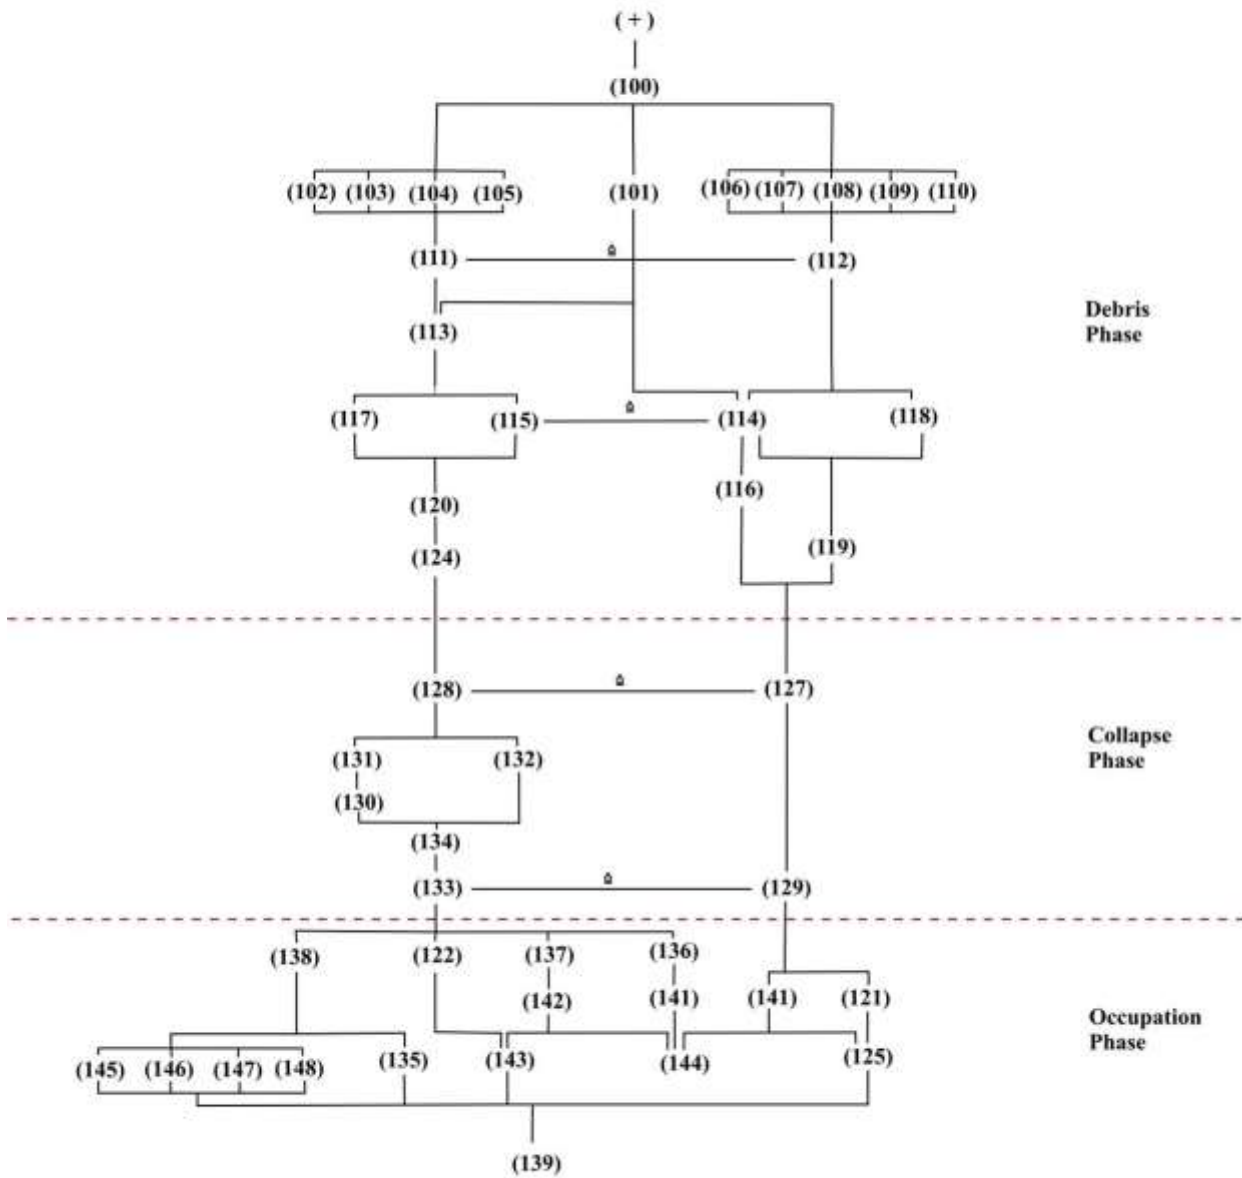 ( + )
(100)
(102) (103) (104) (105) (101) (106) (107) (108) (109) (110)
(111) (112)
Debris
Phase
(113)
(117) (115) (114) (118)
(116)
(120)
(119)
(124)
(128) (127)
Collapse
Phase
(131) (132)
(130)
(134)
(133) (129)
(138) (122) (137) (136)
(142) (141) (141) (121)
Occupation
Phase
(145) (146) (147) (148) (135) (143) (144) (125)
(139)